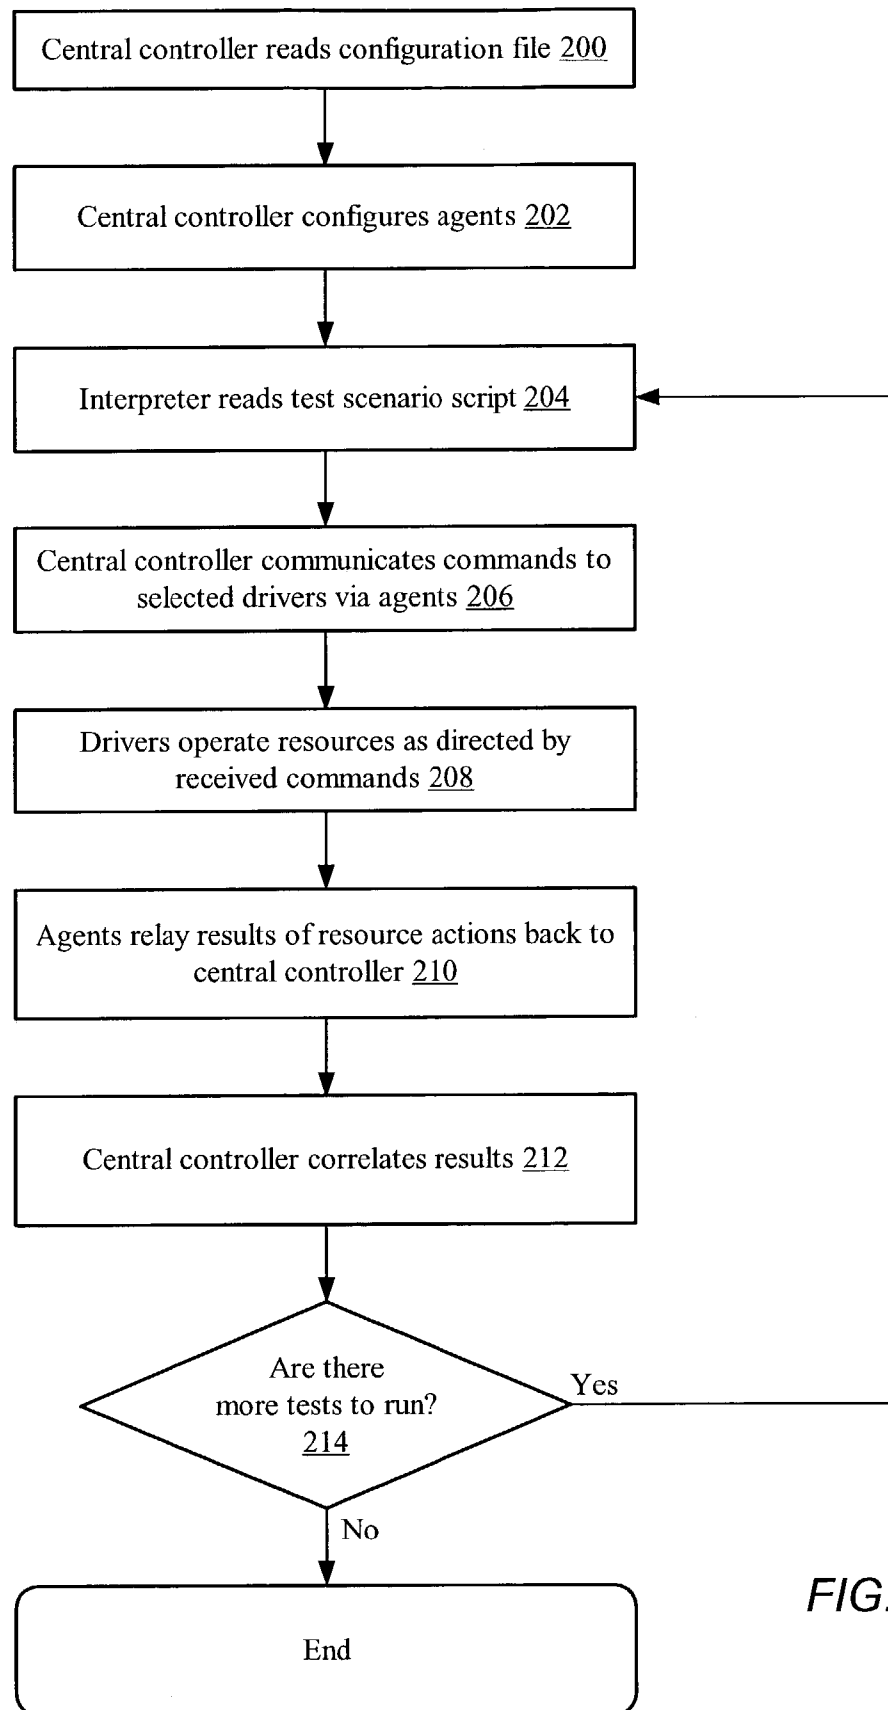 Central controller reads configuration file 200
Central controller configures agents 202
Interpreter reads test scenario script 204
Central controller communicates commands to
selected drivers via agents 206
Drivers operate resources as directed by
received commands 208
Agents relay results of resource actions back to
central controller 210
Central controller correlates results 212
Are there
more tests to run?
214
Yes
No
End
FIG.